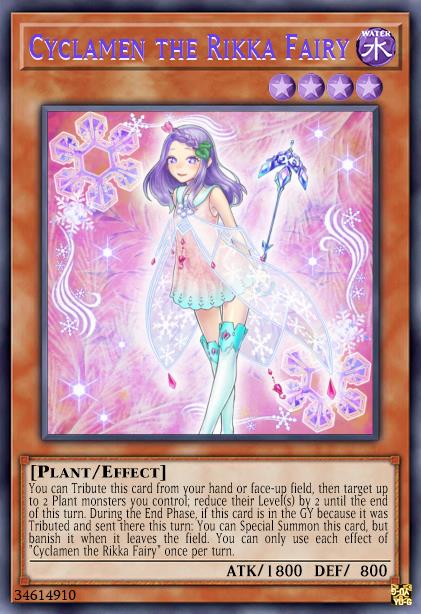 Cyclamen the Rikka Fairy
WATER
水
[Plant/Effect]
You can Tribute this card from your hand or face-up field, then target up
to 2 Plant monsters you control; reduce their Level(s) by 2 until the end
of this turn. During the End Phase, if this card is in the GY because it was
Tributed and sent there this turn: You can Special Summon this card, but
banish it when it leaves the field. You can only use each effect of
"Cyclamen the Rikka Fairy" once per turn.
ATK/1800 DEF/ 800
34614910